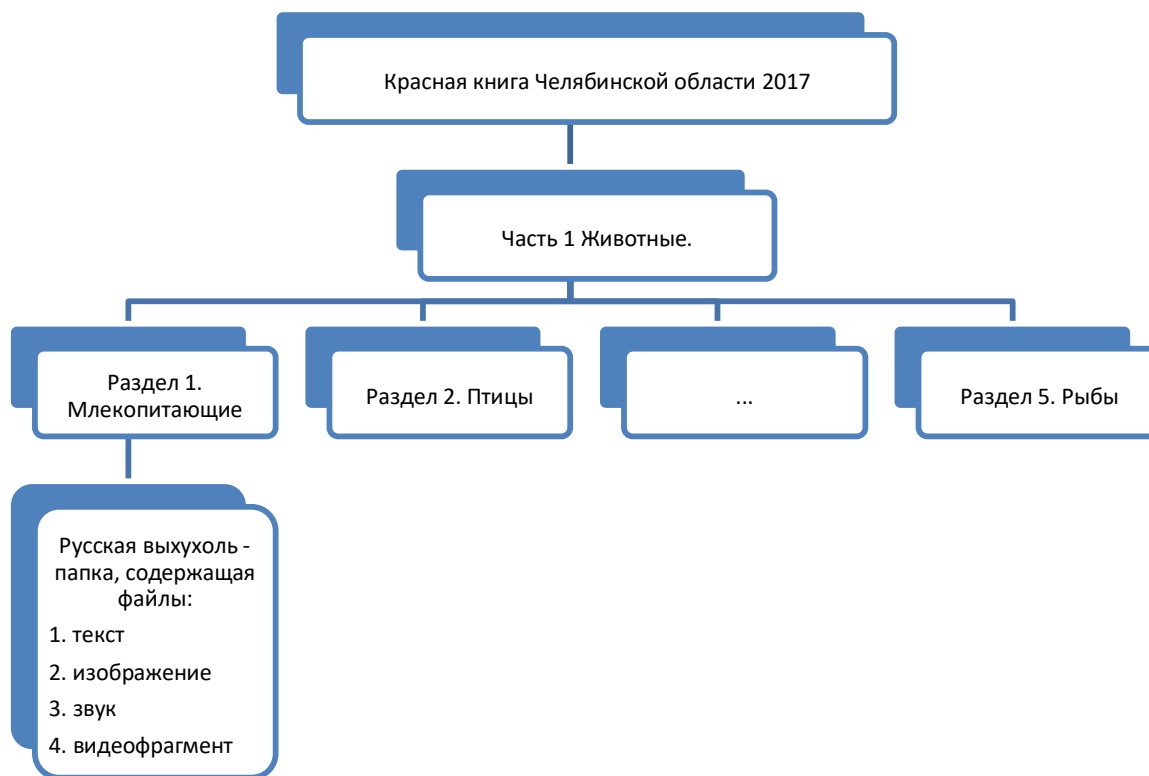 Красная книга Челябинской области 2017
Часть 1 Животные.
Раздел 1.
Млекопитающие
Раздел 2. Птицы
...
Раздел 5. Рыбы
Русская выхухоль -
папка, содержащая
файлы:
1. текст
2. изображение
3. звук
4. видеофрагмент